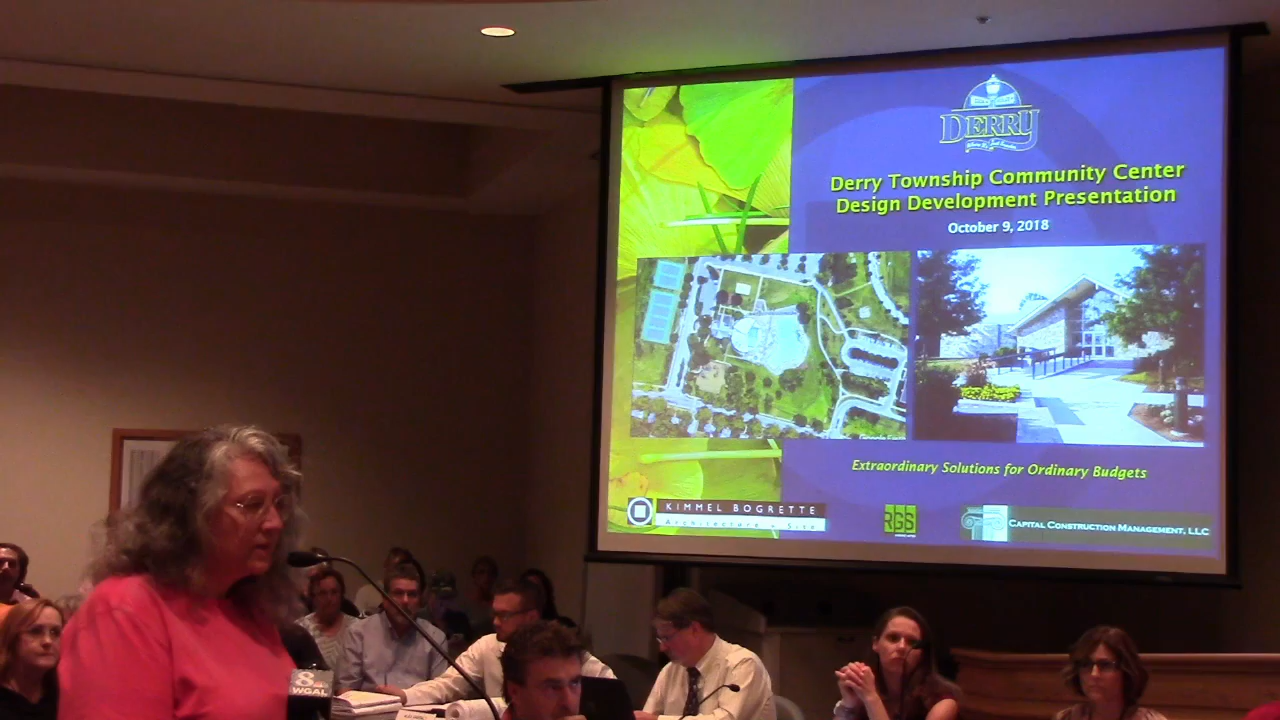 DERRY
Derry Township Community Center
Design Development Presentation
October 9, 2018
Extraordinary Solutions for Ordinary Budgets
KIMMEL BOGRETTE
Architecture + Site
RGS
CAPITAL CONSTRUCTION MANAGEMENT, LLC
8
WGAL